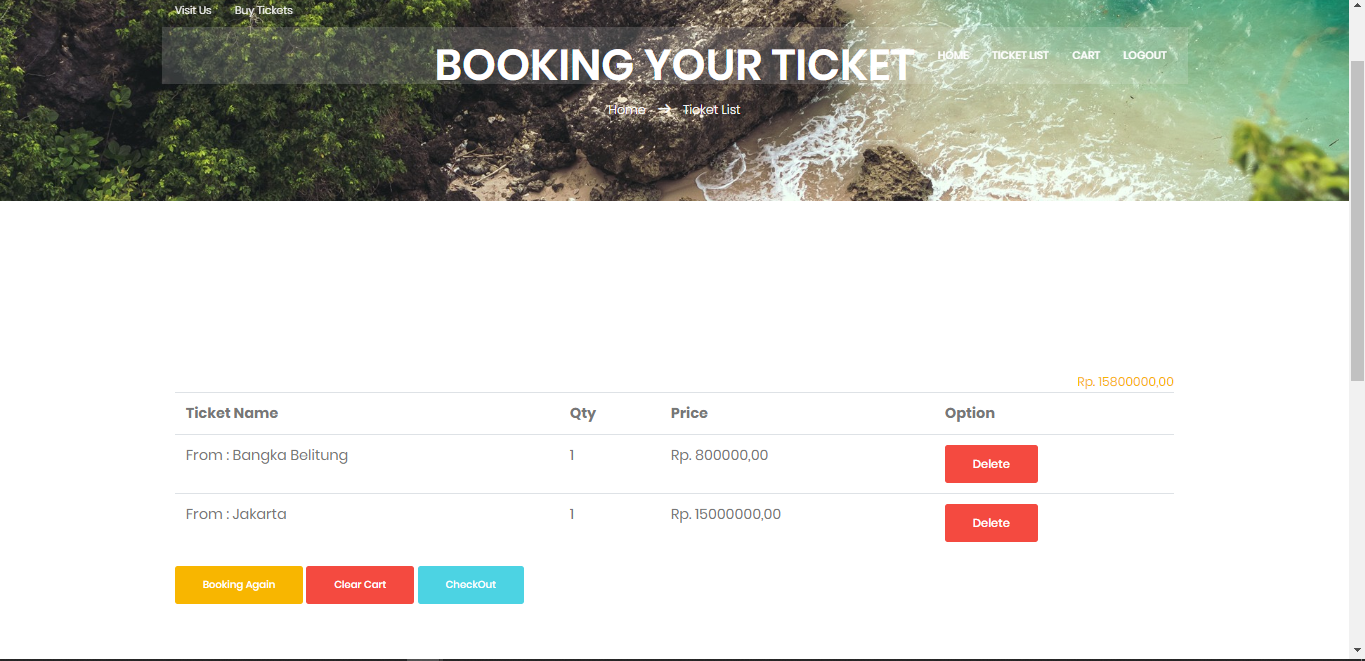 Visit Us Buy Tickets
BOOKING YOUR TICKET
HOME TICKET LIST CART LOGOUT
Home → Ticket List
Rp. 15800000,00
Ticket Name Qty Price Option
From : Bangka Belitung 1 Rp. 800000,00 Delete
From : Jakarta 1 Rp. 15000000,00 Delete
Booking Again Clear Cart CheckOut